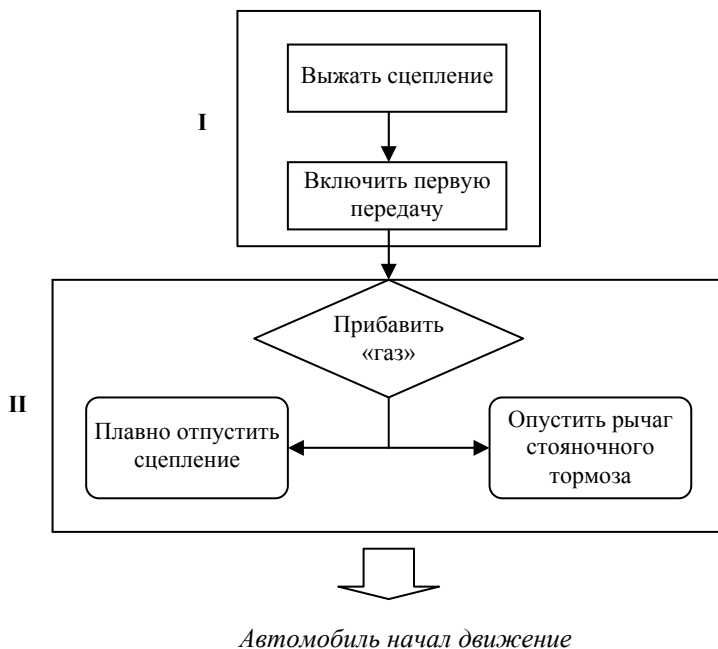 Выжать сцепление
I
Включить первую
передачу
Прибавить
«газ»
II
Плавно отпустить
сцепление
Опустить рычаг
стояночного
тормоза
Автомобиль начал движение